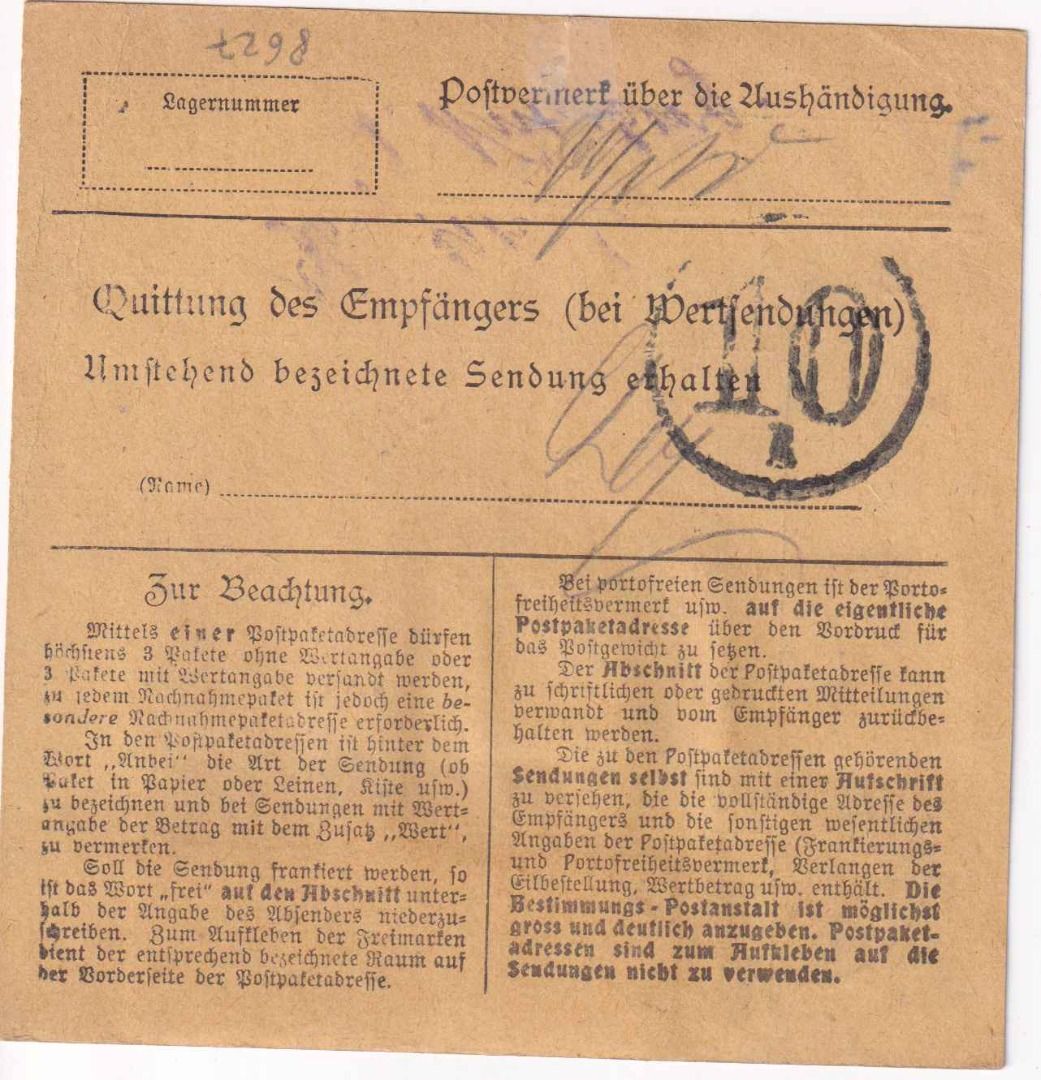 7298
Lagernummer
Postvermerk über die Aushändigung.
Quittung des Empfängers (bei Wertsendungen)
Umstehend bezeichnete Sendung erhalten
10
A
(Name)
Zur Beachtung.
Mittels einer Postpaketadresse dürfen
höchstens 3 Pakete ohne Wertangabe oder
3 Pakete mit Wertangabe versandt werden,
zu jedem Nachnahmepaket ist jedoch eine be-
sondere Nachnahmepaketadresse erforderlich.
In den Postpaketadressen ist hinter dem
Wort „Anbei" die Art der Sendung (ob
Paket in Papier oder Leinen, Kiste usw.)
zu bezeichnen und bei Sendungen mit Wert-
angabe der Betrag mit dem Zusatz „Wert",
zu vermerken.
Soll die Sendung frankiert werden, so
ist das Wort „frei" auf den Abschnitt unter-
halb der Angabe des Absenders niederzu-
schreiben. Zum Aufkleben der Freimarken
dient der entsprechend bezeichnete Raum auf
der Vorderseite der Postpaketadresse.
Bei portofreien Sendungen ist der Porto-
freiheitsvermerk usw. auf die eigentliche
Postpaketadresse über den Vordruck für
das Postgewicht zu setzen.
Der Abschnitt der Postpaketadresse kann
zu schriftlichen oder gedruckten Mitteilungen
verwandt und vom Empfänger zurückbe-
halten werden.
Die zu den Postpaketadressen gehörenden
Sendungen selbst sind mit einer Aufschrift
zu versehen, die die vollständige Adresse des
Empfängers und die sonstigen wesentlichen
Angaben der Postpaketadresse (Frankierungs-
und Portofreiheitsvermerk, Verlangen der
Eilbestellung, Wertbetrag usw. enthält. Die
Bestimmungs-Postanstalt ist möglichst
gross und deutlich anzugeben. Postpaket-
adressen sind zum Aufkleben auf die
Sendungen nicht zu verwenden.